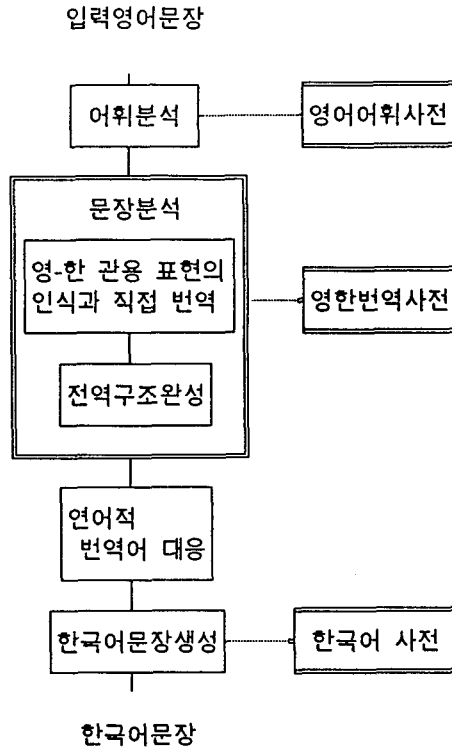 입력영어문장
어휘분석
영어어휘사전
문장분석
영-한 관용 표현의
인식과 직접 번역
영한번역사전
전역구조완성
연어적
번역어 대응
한국어문장생성
한국어 사전
한국어문장